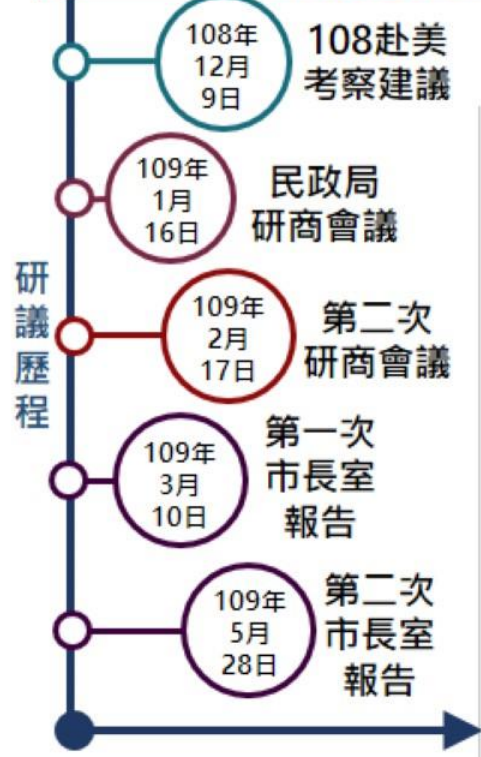 研議歷程
108年
12月
9日
108赴美
考察建議
109年
1月
16日
民政局
研商會議
109年
2月
17日
第二次
研商會議
109年
3月
10日
第一次
市長室
報告
109年
5月
28日
第二次
市長室
報告